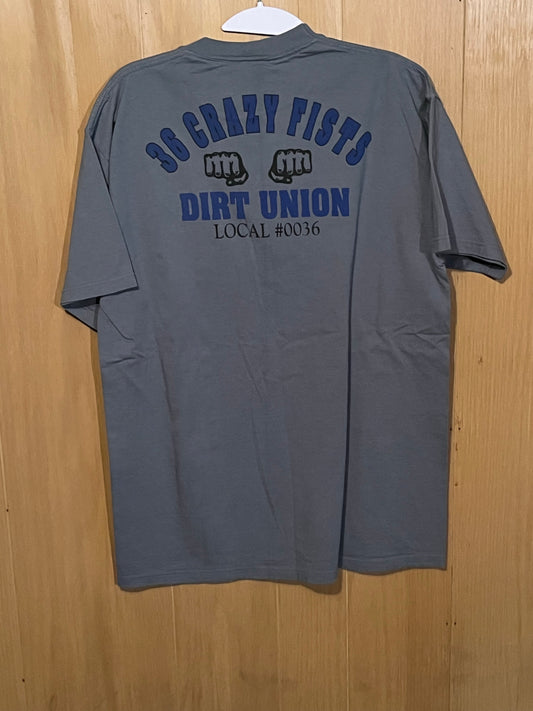 36 CRAZY FISTS
DIRT UNION
LOCAL #0036